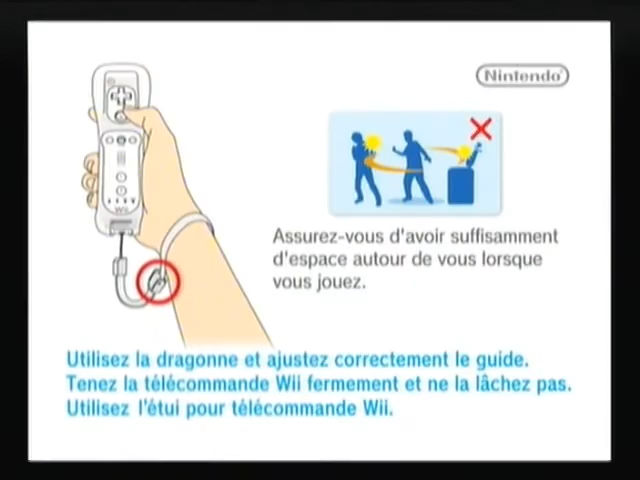 Nintendo®
Assurez-vous d'avoir suffisamment
d'espace autour de vous lorsque
vous jouez.
Wii
Utilisez la dragonne et ajustez correctement le guide.
Tenez la télécommande Wii fermement et ne la lâchez pas.
Utilisez l'étui pour télécommande Wii.